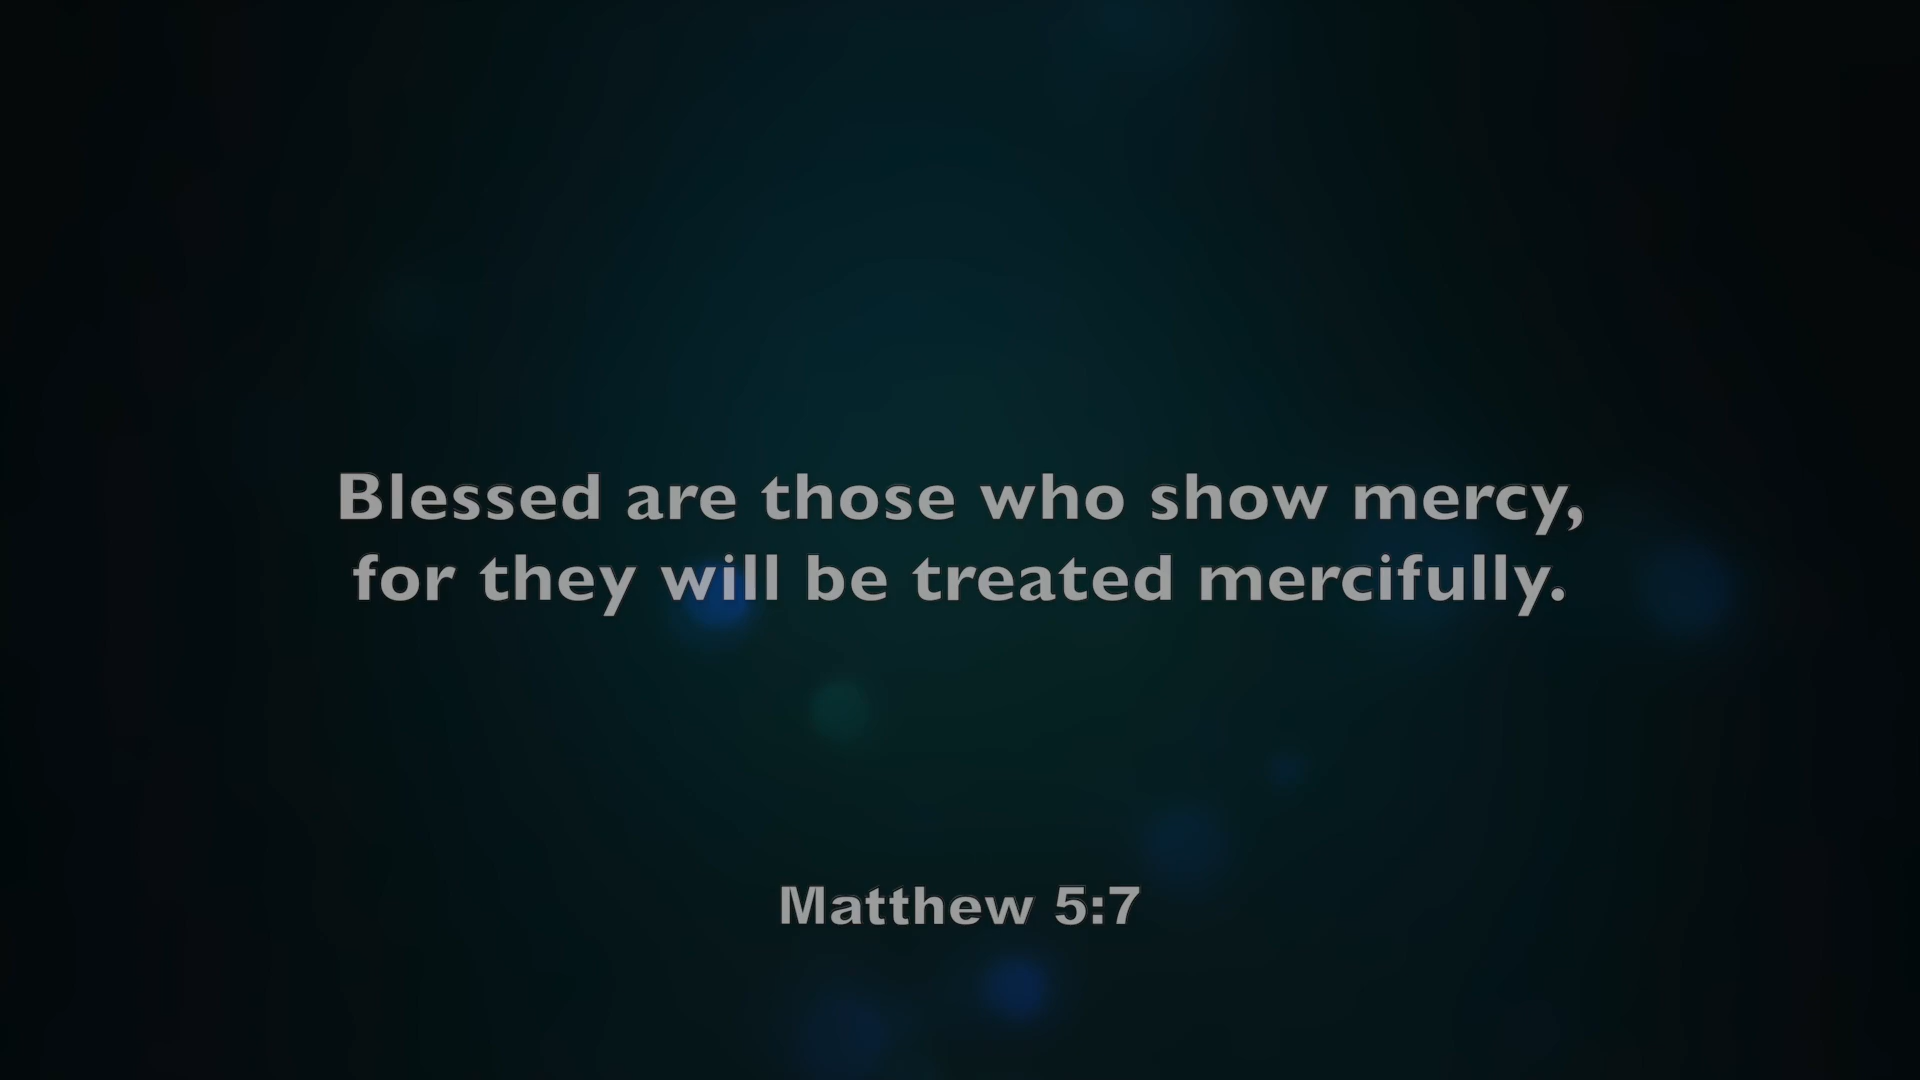 Blessed are those who show mercy,
for they will be treated mercifully.
Matthew 5:7